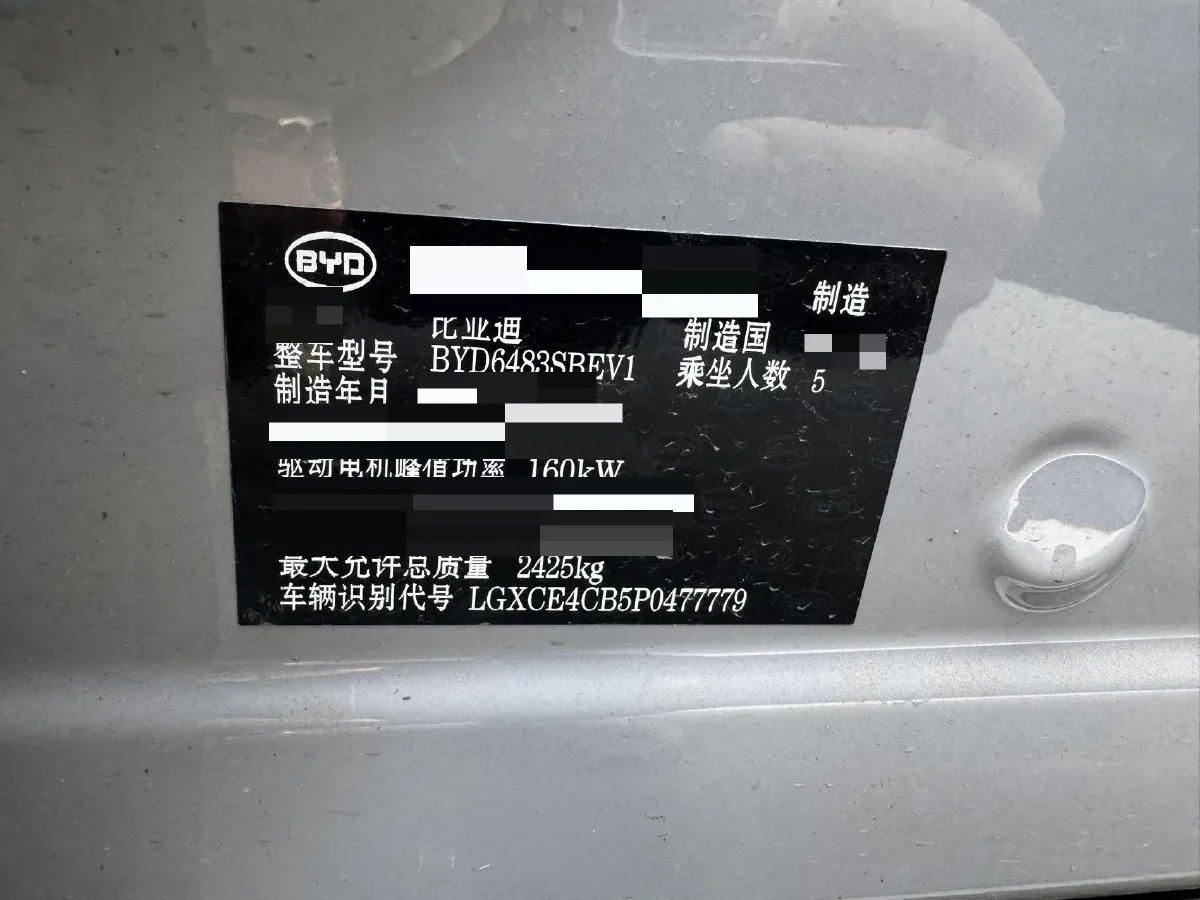 BYD
制造
比亚迪 制造国
整车型号 BYD6483SBEV1 乘坐人数 5
制造年月
驱动电机峰值功率 160kW
最大允许总质量 2425kg
车辆识别代号 LGXCE4CB5P0477779